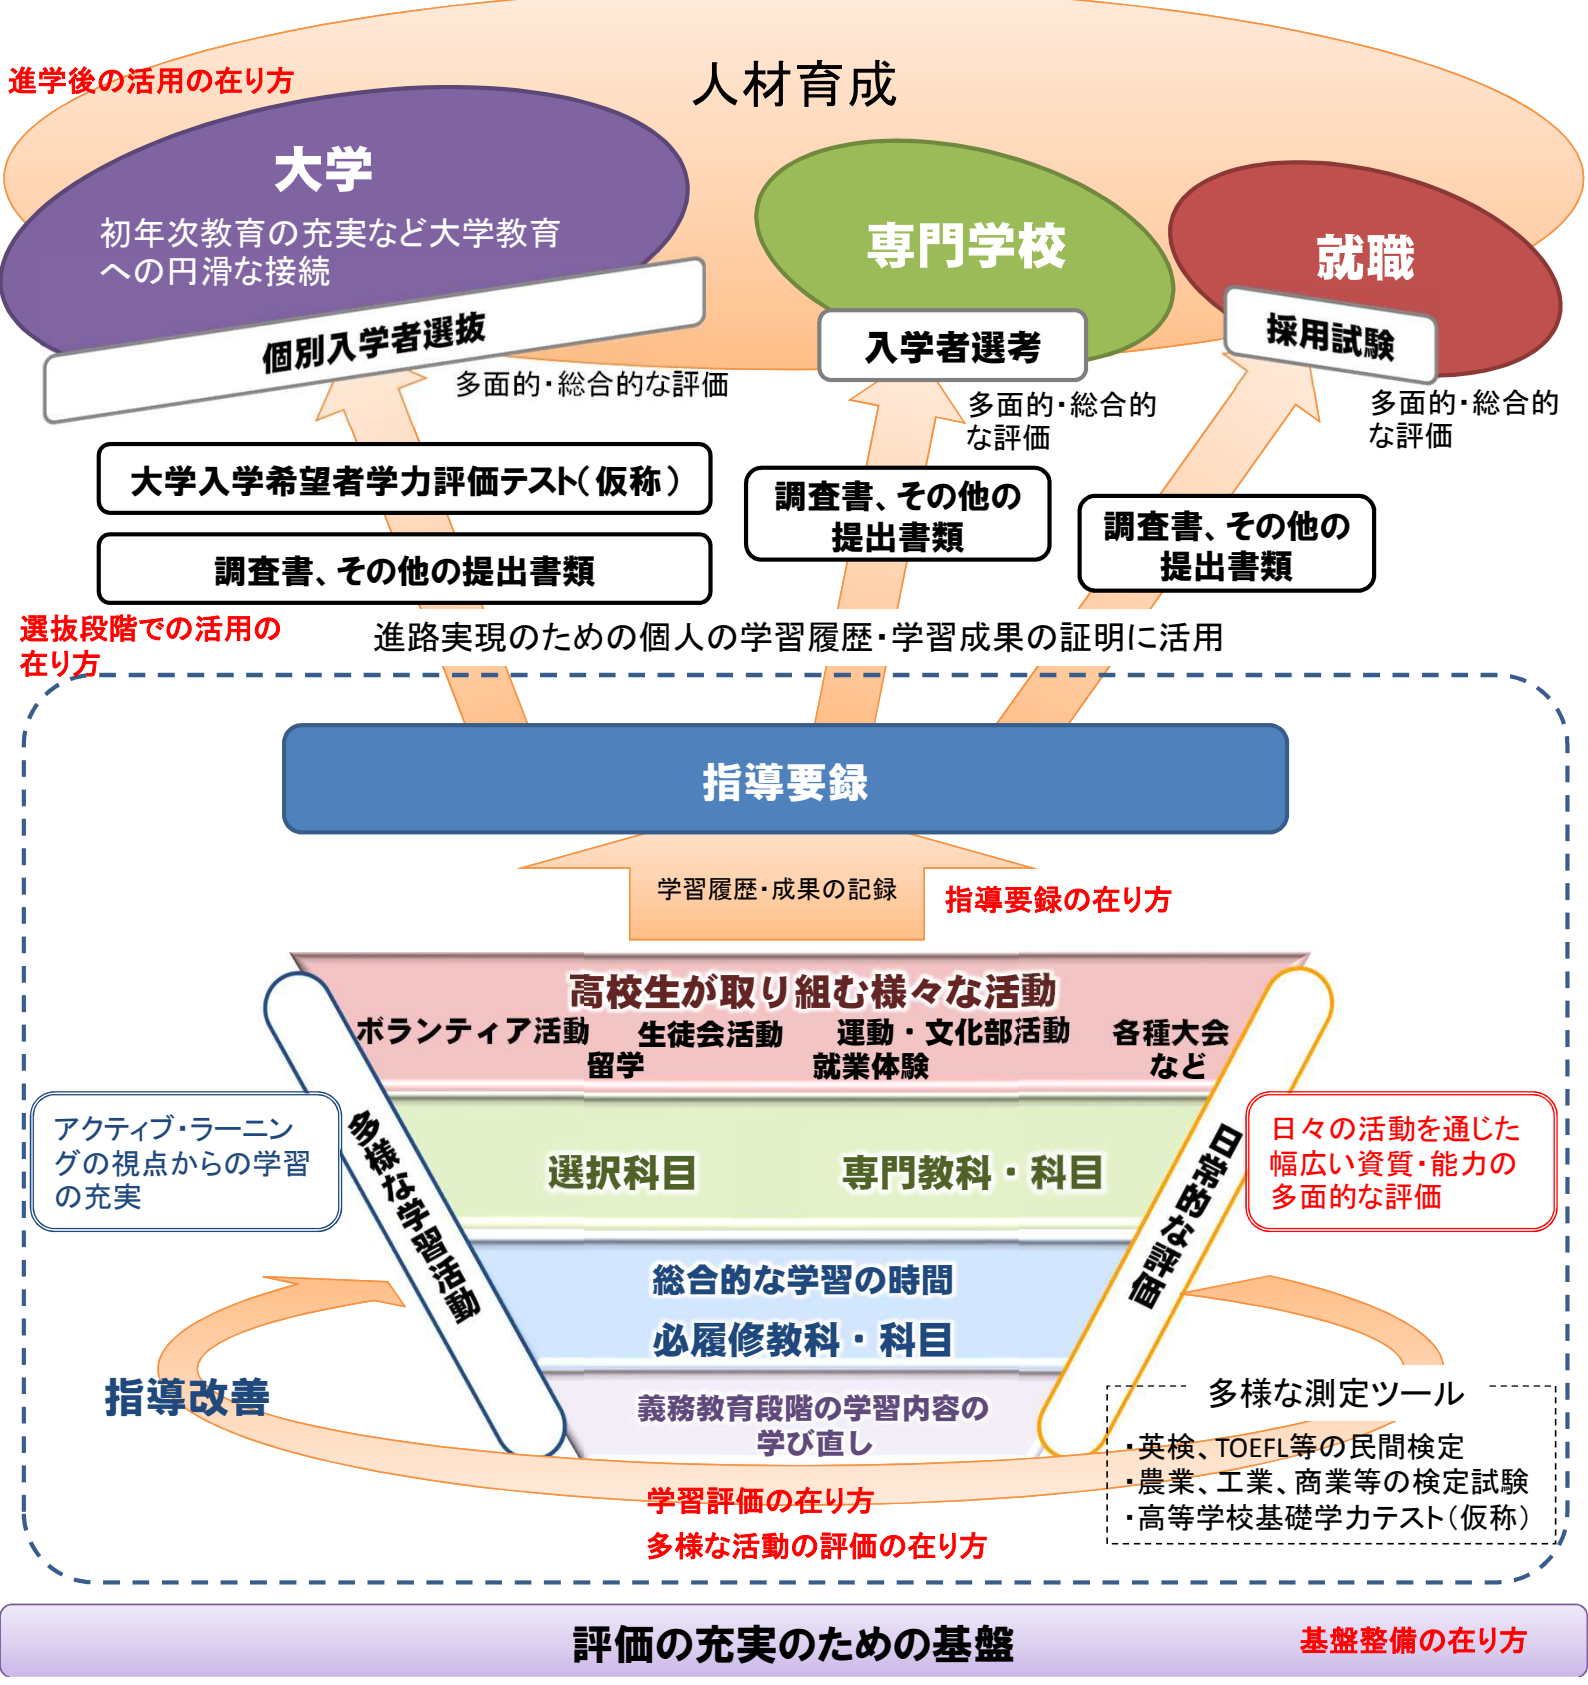 人材育成
進学後の活用の在り方
大学
初年次教育の充実など大学教育
への円滑な接続
個別入学者選抜
多面的・総合的な評価
専門学校
入学者選考
多面的・総合的
な評価
就職
採用試験
多面的・総合的
な評価
大学入学希望者学力評価テスト(仮称)
調査書、その他の提出書類
調査書、その他の
提出書類
調査書、その他の
提出書類
選抜段階での活用の
在り方
進路実現のための個人の学習履歴・学習成果の証明に活用
指導要録
学習履歴・成果の記録
指導要録の在り方
高校生が取り組む様々な活動
ボランティア活動 生徒会活動 運動・文化部活動 各種大会
留学 就業体験 など
アクティブ・ラーニン
グの視点からの学習
の充実
多様な学習活動
選択科目 専門教科・科目
日常的な評価
日々の活動を通じた
幅広い資質・能力の
多面的な評価
総合的な学習の時間
必履修教科・科目
義務教育段階の学習内容の
学び直し
指導改善
多様な測定ツール
・英検、TOEFL等の民間検定
・農業、工業、商業等の検定試験
・高等学校基礎学力テスト(仮称)
学習評価の在り方
多様な活動の評価の在り方
評価の充実のための基盤
基盤整備の在り方